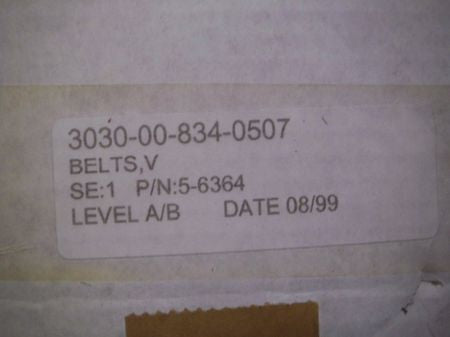 3030-00-834-0507
BELTS,V
SE:1 P/N:5-6364
LEVEL A/B DATE 08/99